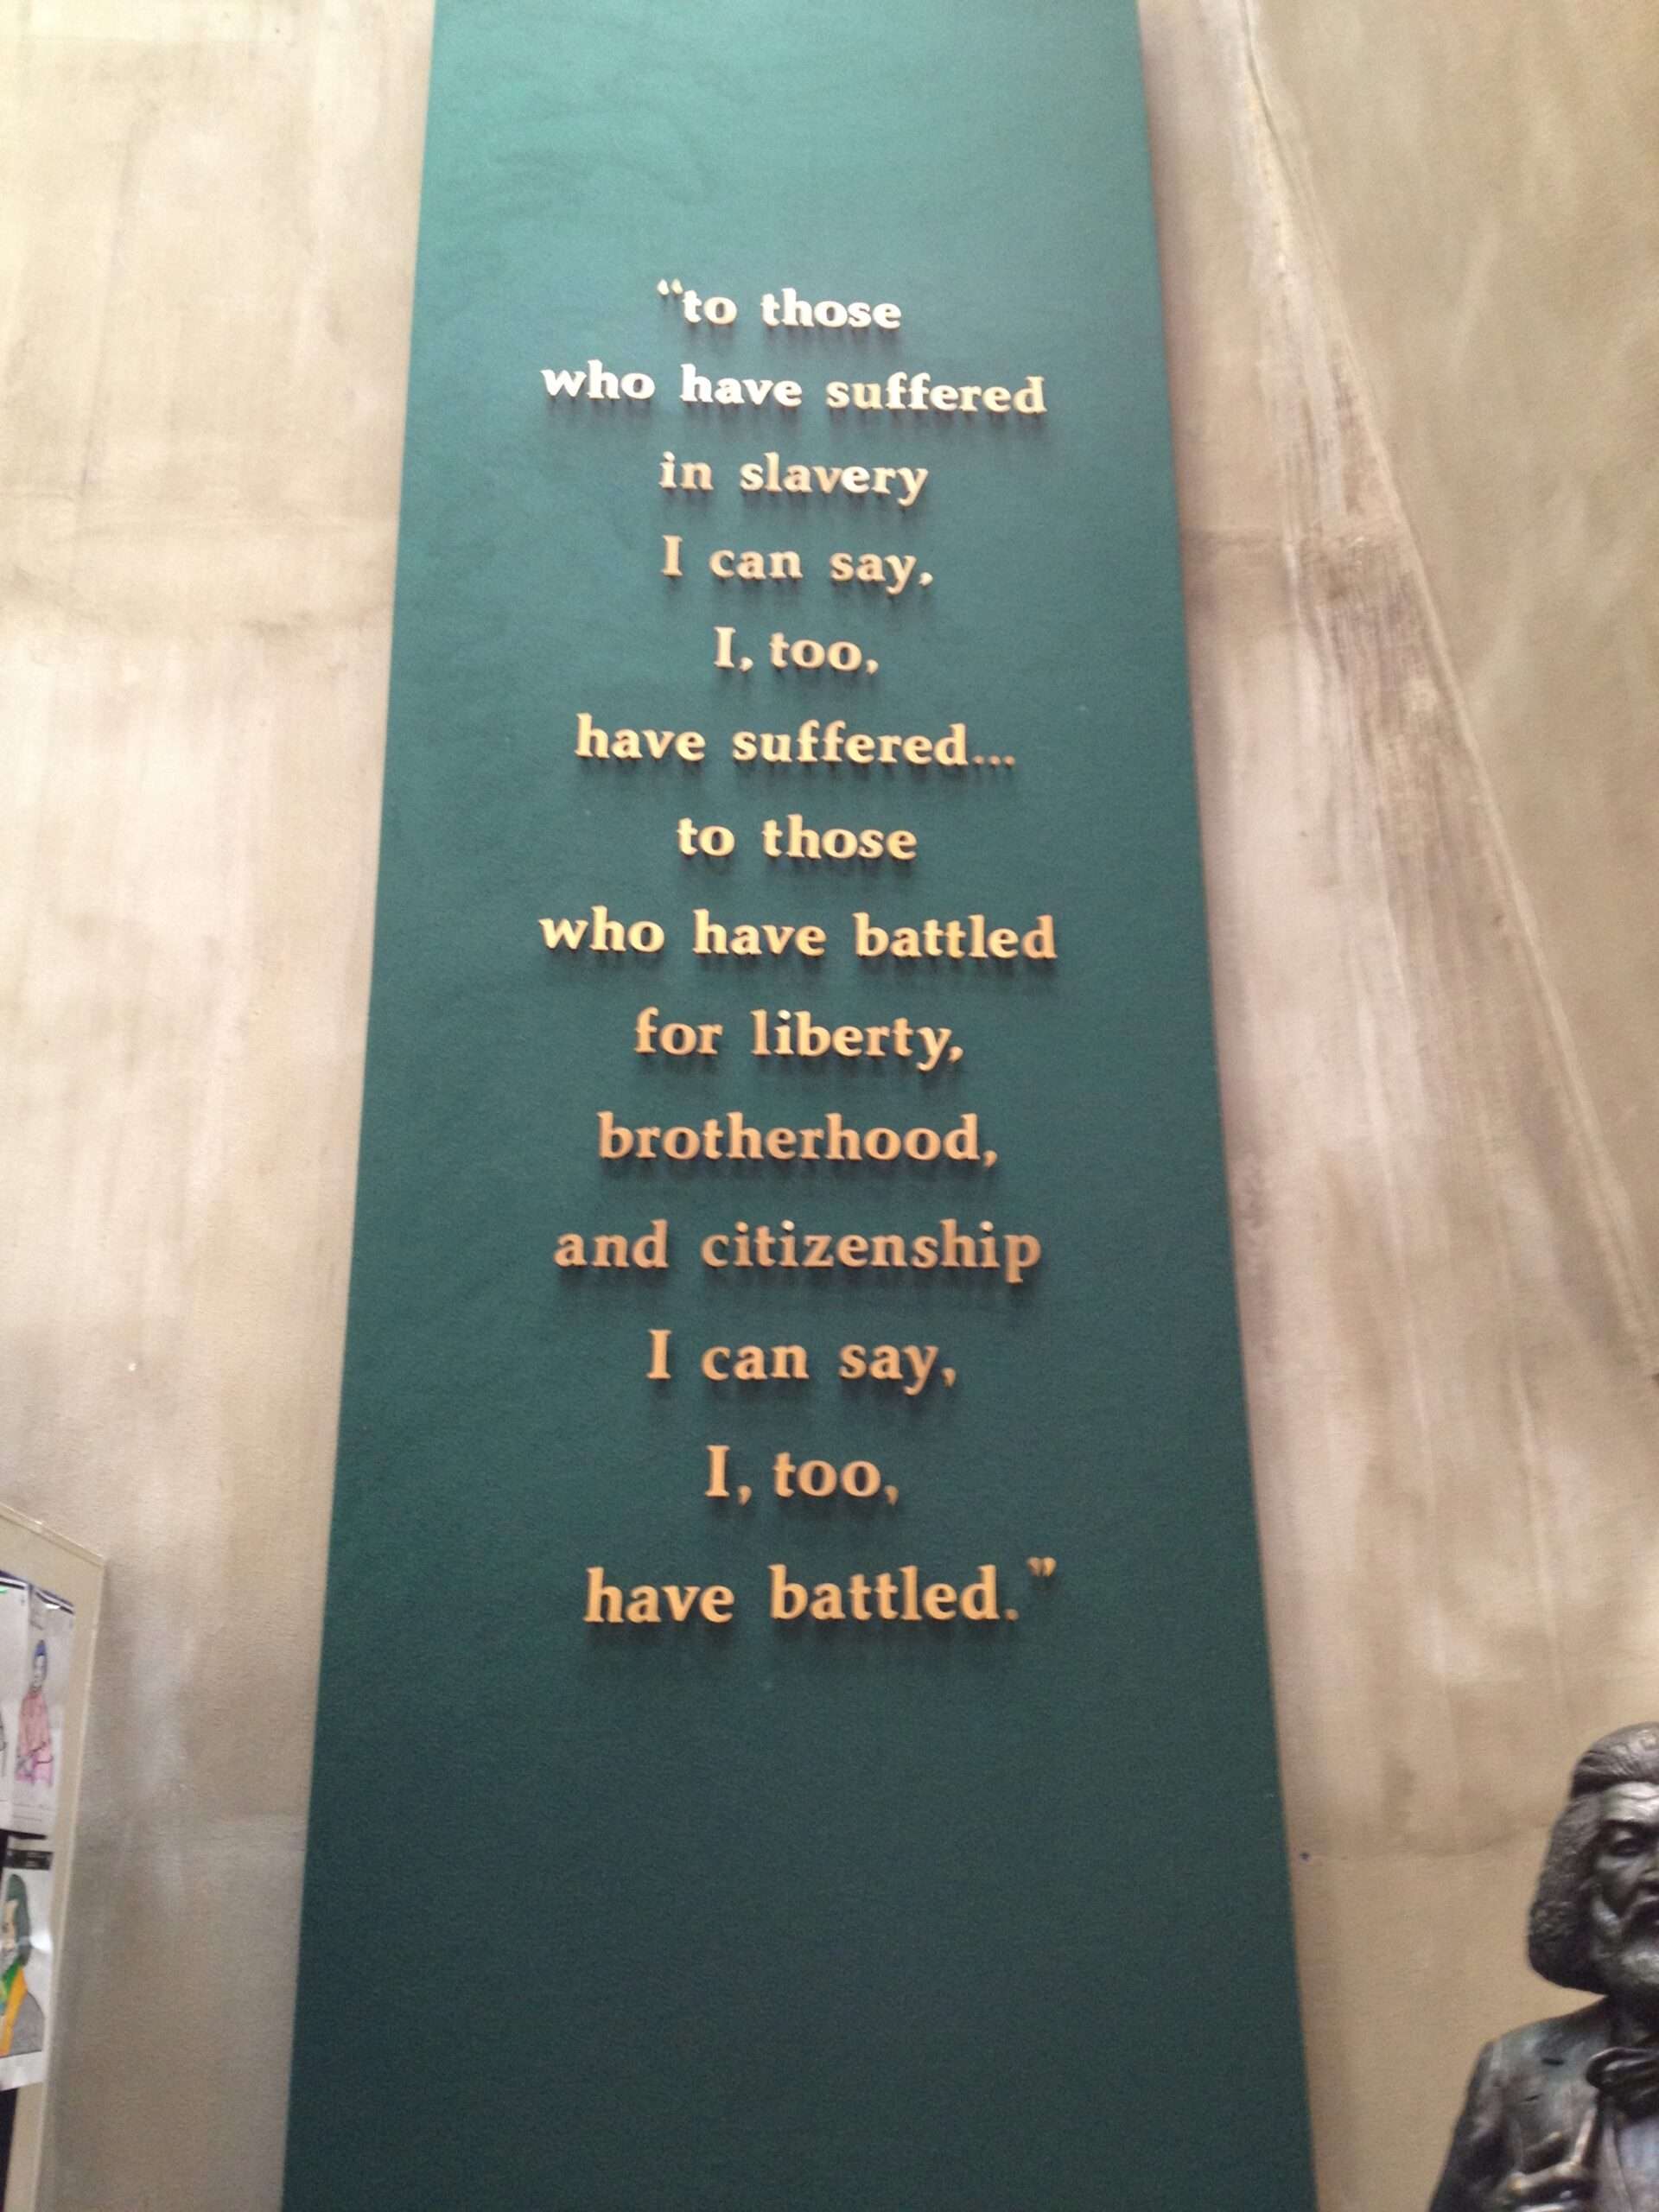 “to those
who have suffered
in slavery
I can say,
I, too,
have suffered...
to those
who have battled
for liberty,
brotherhood,
and citizenship
I can say,
I, too,
have battled.”